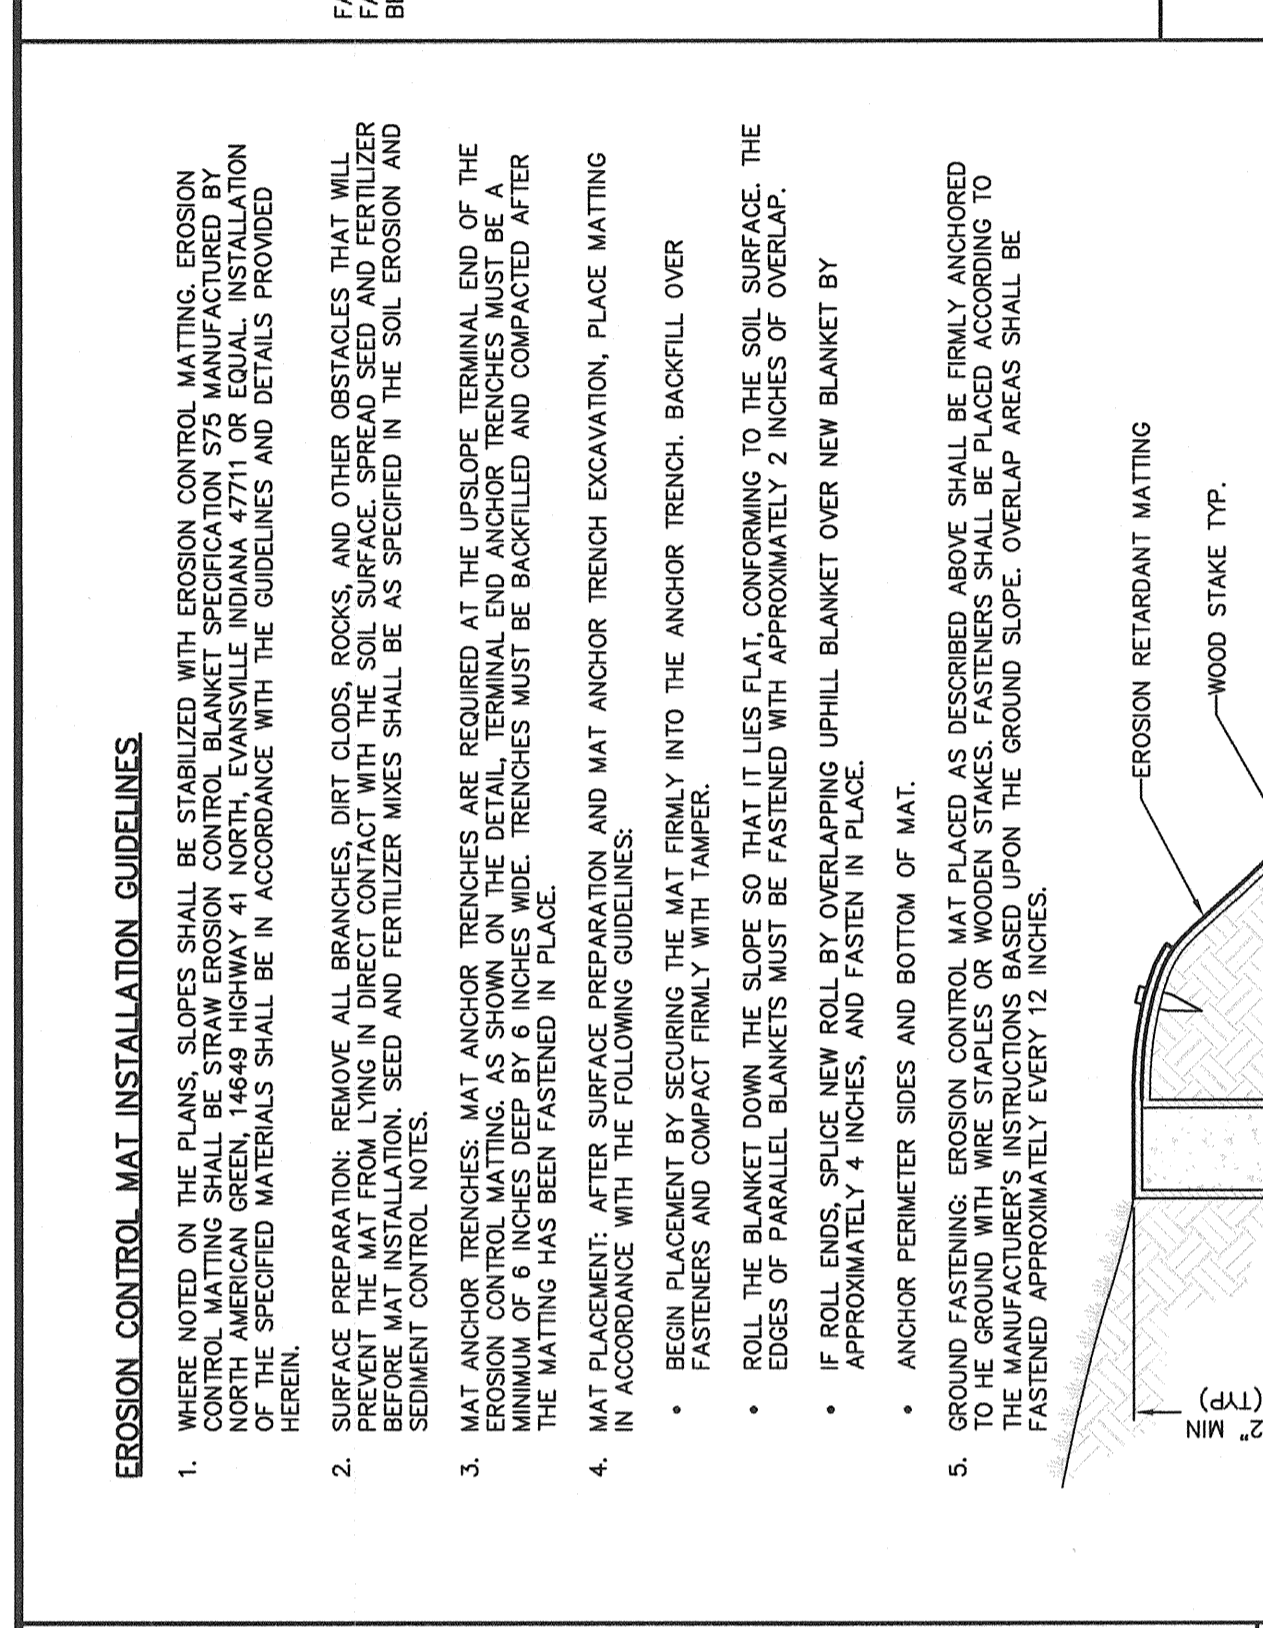 EROSION CONTROL MAT INSTALLATION GUIDELINES
1. WHERE NOTED ON THE PLANS, SLOPES SHALL BE STABILIZED WITH EROSION CONTROL MATTING. EROSION
CONTROL MATTING SHALL BE STRAW EROSION CONTROL BLANKET SPECIFICATION S75 MANUFACTURED BY
NORTH AMERICAN GREEN, 14649 HIGHWAY 41 NORTH, EVANSVILLE INDIANA 47711 OR EQUAL. INSTALLATION
OF THE SPECIFIED MATERIALS SHALL BE IN ACCORDANCE WITH THE GUIDELINES AND DETAILS PROVIDED
HEREIN.
2. SURFACE PREPARATION: REMOVE ALL BRANCHES, DIRT CLODS, ROCKS, AND OTHER OBSTACLES THAT WILL
PREVENT THE MAT FROM LYING IN DIRECT CONTACT WITH THE SOIL SURFACE. SPREAD SEED AND FERTILIZER
BEFORE MAT INSTALLATION. SEED AND FERTILIZER MIXES SHALL BE AS SPECIFIED IN THE SOIL EROSION AND
SEDIMENT CONTROL NOTES.
3. MAT ANCHOR TRENCHES: MAT ANCHOR TRENCHES ARE REQUIRED AT THE UPSLOPE TERMINAL END OF THE
EROSION CONTROL MATTING. AS SHOWN ON THE DETAIL, TERMINAL END ANCHOR TRENCHES MUST BE A
MINIMUM OF 6 INCHES DEEP BY 6 INCHES WIDE. TRENCHES MUST BE BACKFILLED AND COMPACTED AFTER
THE MATTING HAS BEEN FASTENED IN PLACE.
4. MAT PLACEMENT: AFTER SURFACE PREPARATION AND MAT ANCHOR TRENCH EXCAVATION, PLACE MATTING
IN ACCORDANCE WITH THE FOLLOWING GUIDELINES:
• BEGIN PLACEMENT BY SECURING THE MAT FIRMLY INTO THE ANCHOR TRENCH. BACKFILL OVER
FASTENERS AND COMPACT FIRMLY WITH TAMPER.
• ROLL THE BLANKET DOWN THE SLOPE SO THAT IT LIES FLAT, CONFORMING TO THE SOIL SURFACE. THE
EDGES OF PARALLEL BLANKETS MUST BE FASTENED WITH APPROXIMATELY 2 INCHES OF OVERLAP.
• IF ROLL ENDS, SPLICE NEW ROLL BY OVERLAPPING UPHILL BLANKET OVER NEW BLANKET BY
APPROXIMATELY 4 INCHES, AND FASTEN IN PLACE.
• ANCHOR PERIMETER SIDES AND BOTTOM OF MAT.
5. GROUND FASTENING: EROSION CONTROL MAT PLACED AS DESCRIBED ABOVE SHALL BE FIRMLY ANCHORED
TO HE GROUND WITH WIRE STAPLES OR WOODEN STAKES. FASTENERS SHALL BE PLACED ACCORDING TO
THE MANUFACTURER'S INSTRUCTIONS BASED UPON THE GROUND SLOPE. OVERLAP AREAS SHALL BE
FASTENED APPROXIMATELY EVERY 12 INCHES.
EROSION RETARDANT MATTING
WOOD STAKE TYP.
2" MIN
(TYP)
FA
FA
BE